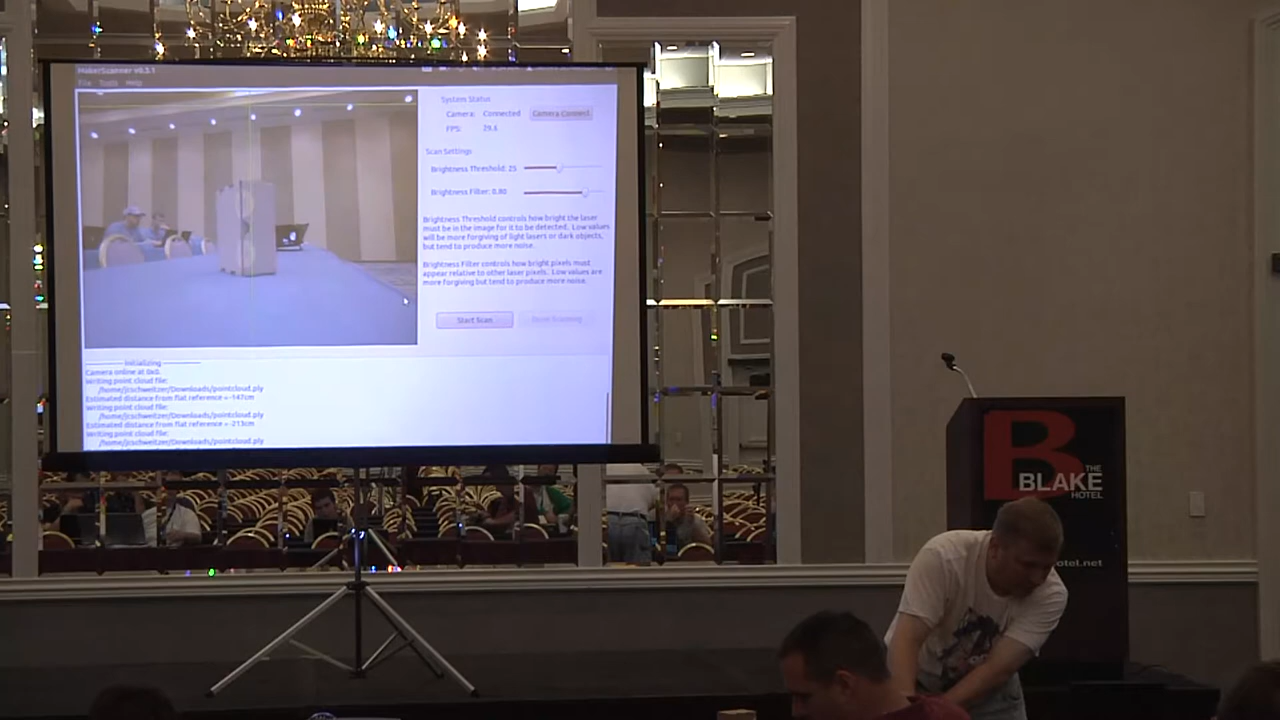 MakerScanner v0.3.1
File Tools Help
System Status
Camera: Connected Camera Connect
FPS: 29.6
Scan Settings
Brightness Threshold: 25
Brightness Filter: 0.80
Brightness Threshold controls how bright the laser
must be in the image for it to be detected. Low values
will be more forgiving of light lasers or dark objects,
but tend to produce more noise.
Brightness Filter controls how bright pixels must
appear relative to other laser pixels. Low values are
more forgiving but tend to produce more noise.
Start Scan Done Scanning
---------- Initializing ----------
Camera online at 0x0.
Writing point cloud file:
/home/jcschweitzer/Downloads/pointcloud.ply
Estimated distance from flat reference =-147cm
Writing point cloud file:
/home/jcschweitzer/Downloads/pointcloud.ply
Estimated distance from flat reference =-213cm
Writing point cloud file:
/home/jcschweitzer/Downloads/pointcloud.ply
B
THE
BLAKE
HOTEL
otel.net